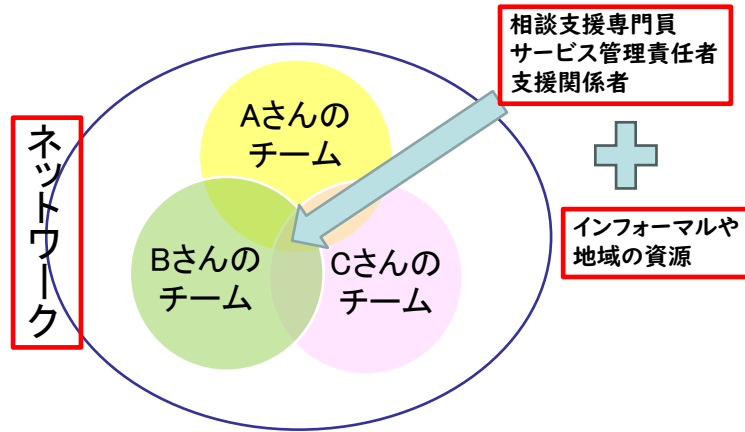 相談支援専門員
サービス管理責任者
支援関係者
Aさんの
チーム
ネットワーク
Bさんの
チーム
Cさんの
チーム
インフォーマルや
地域の資源